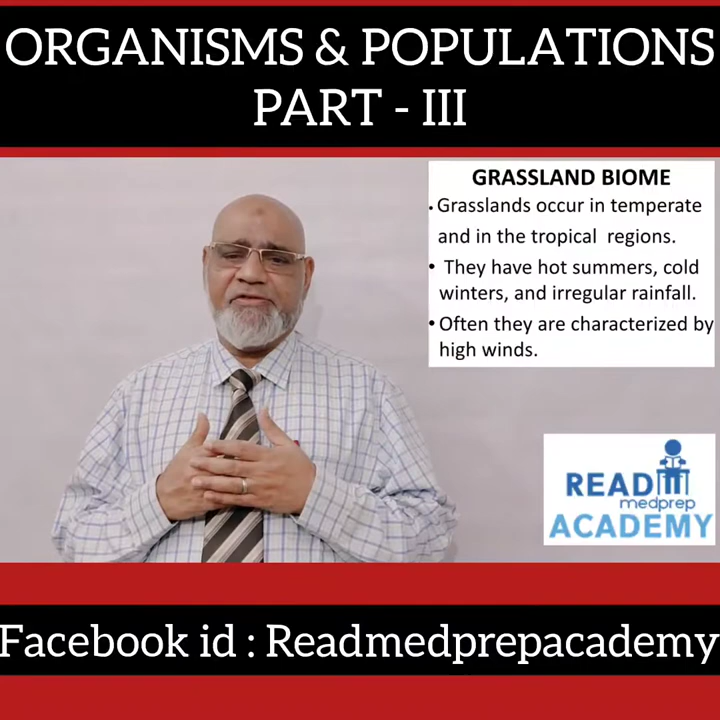 ORGANISMS & POPULATIONS
PART - III
GRASSLAND BIOME
• Grasslands occur in temperate
and in the tropical regions.
• They have hot summers, cold
winters, and irregular rainfall.
• Often they are characterized by
high winds.
READ
medprep
ACADEMY
Facebook id : Readmedprepacademy